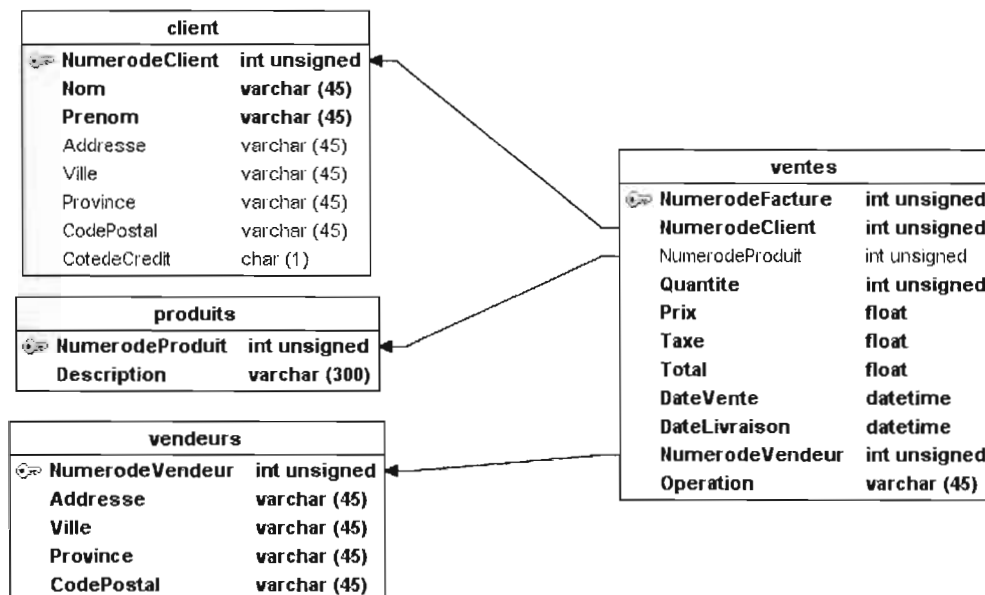 client
NumerodeClient int unsigned
Nom varchar (45)
Prenom varchar (45)
Addresse varchar (45)
Ville varchar (45)
Province varchar (45)
CodePostal varchar (45)
CotedeCredit char (1)
produits
NumerodeProduit int unsigned
Description varchar (300)
vendeurs
NumerodeVendeur int unsigned
Addresse varchar (45)
Ville varchar (45)
Province varchar (45)
CodePostal varchar (45)
ventes
NumerodeFacture int unsigned
NumerodeClient int unsigned
NumerodeProduit int unsigned
Quantite int unsigned
Prix float
Taxe float
Total float
DateVente datetime
DateLivraison datetime
NumerodeVendeur int unsigned
Operation varchar (45)